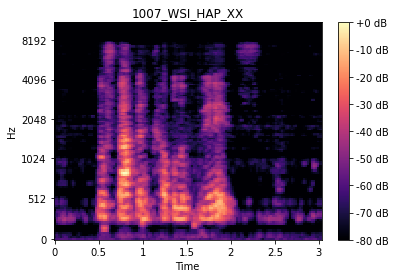 1007_WSI_HAP_XX
+0 dB
8192
-10 dB
4096
-20 dB
-30 dB
2048
Hz
-40 dB
1024
-50 dB
512
-60 dB
-70 dB
0
-80 dB
0 0.5 1 1.5 2 2.5 3
Time